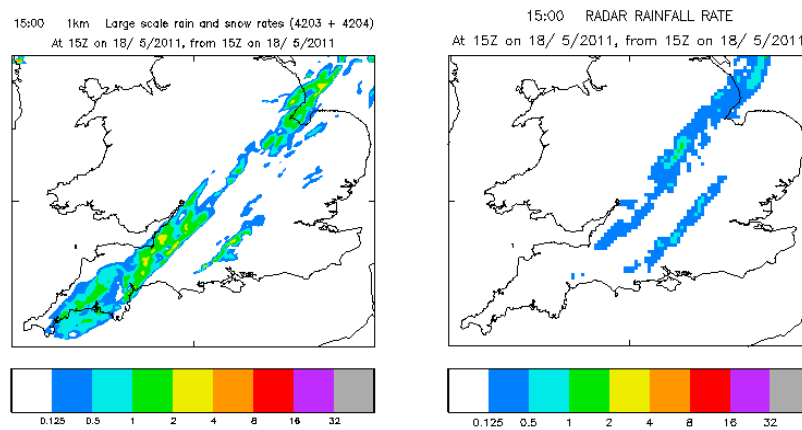 15:00 1km Large scale rain and snow rates (4203 + 4204)
At 15Z on 18/ 5/2011, from 15Z on 18/ 5/2011
0.125 0.5 1 2 4 8 16 32
15:00 RADAR RAINFALL RATE
At 15Z on 18/ 5/2011, from 15Z on 18/ 5/2011
0.125 0.5 1 2 4 8 16 32